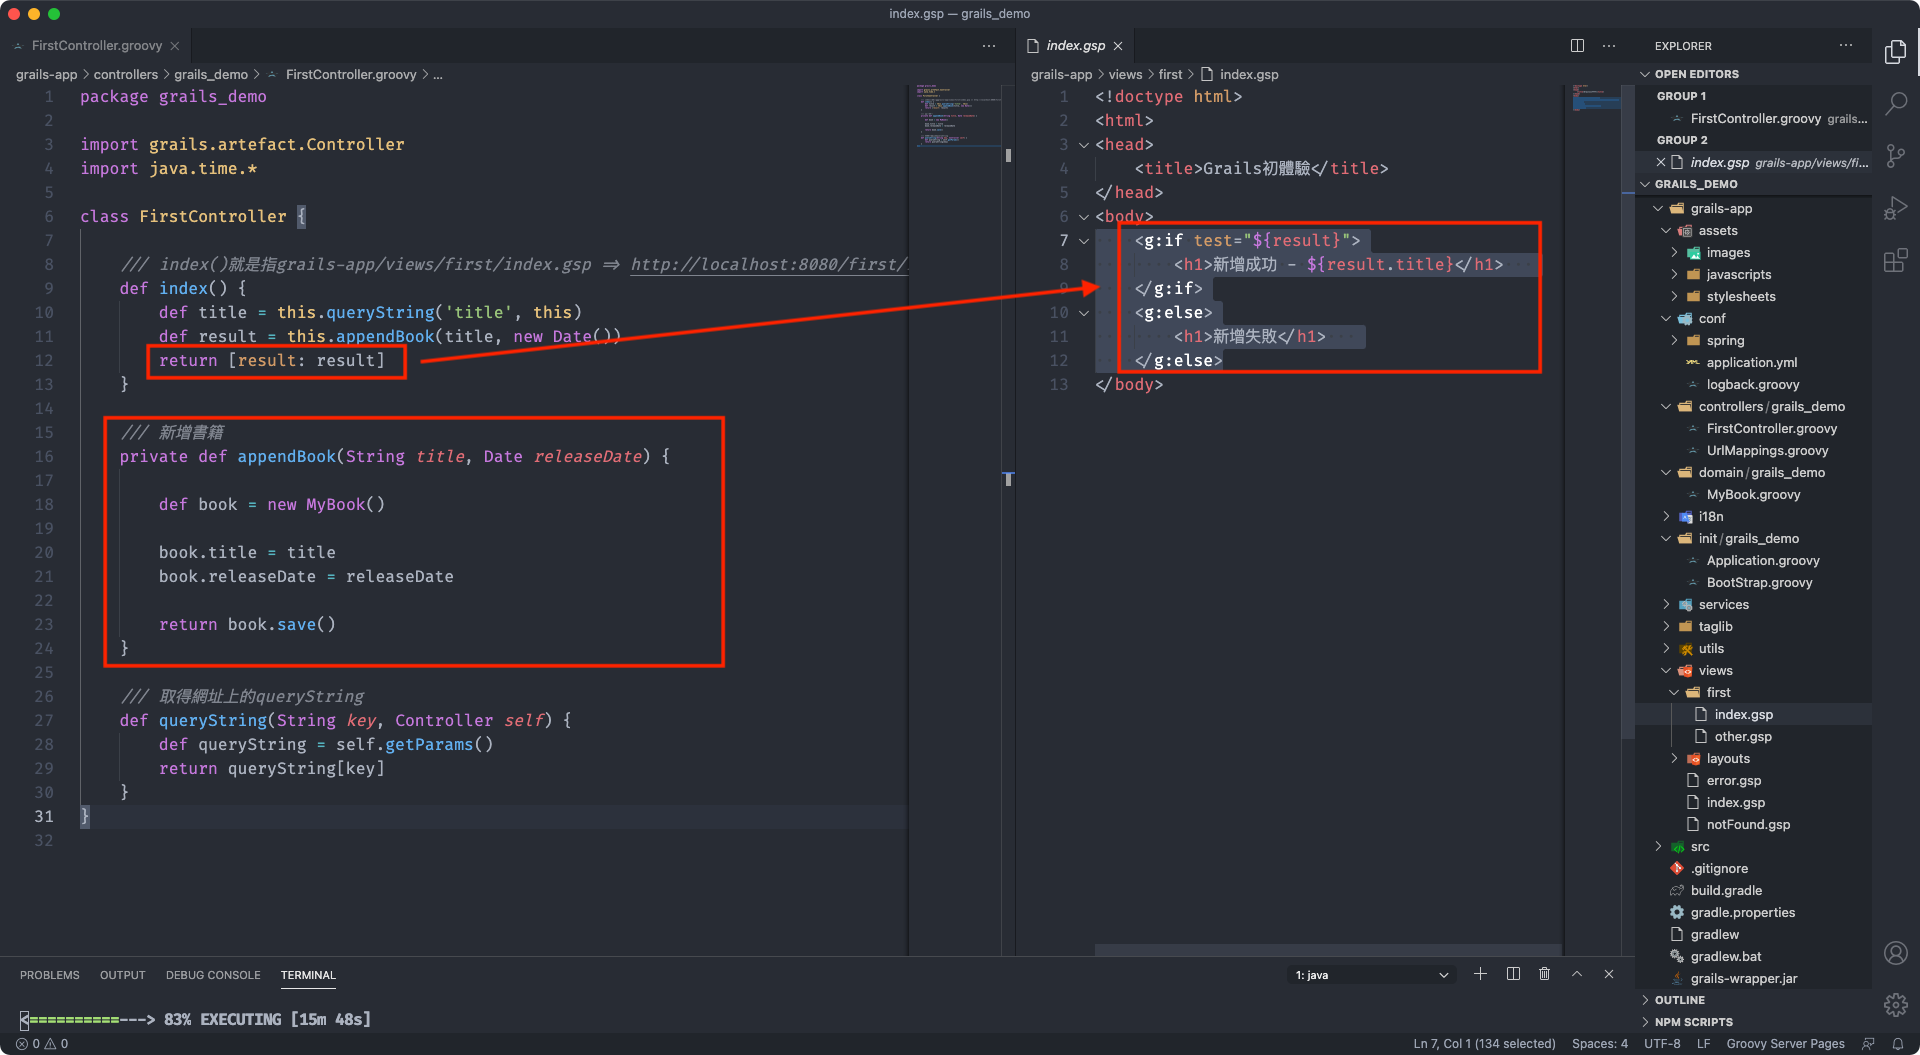 index.gsp — grails_demo
FirstController.groovy
grails-app > controllers > grails_demo > FirstController.groovy > ...
1 package grails_demo
2
3 import grails.artefact.Controller
4 import java.time.*
5
6 class FirstController {
7
8 /// index()就是指grails-app/views/first/index.gsp => http://localhost:8080/first/
9 def index() {
10 def title = this.queryString('title', this)
11 def result = this.appendBook(title, new Date())
12 return [result: result]
13 }
14
15 /// 新增書籍
16 private def appendBook(String title, Date releaseDate) {
17
18 def book = new MyBook()
19
20 book.title = title
21 book.releaseDate = releaseDate
22
23 return book.save()
24 }
25
26 /// 取得網址上的queryString
27 def queryString(String key, Controller self) {
28 def queryString = self.getParams()
29 return queryString[key]
30 }
31 }
32
index.gsp
grails-app > views > first > index.gsp
1 <!doctype html>
2 <html>
3 <head>
4 <title>Grails初體驗</title>
5 </head>
6 <body>
7 <g:if test="${result}">
8 <h1>新增成功 - ${result.title}</h1>
9 </g:if>
10 <g:else>
11 <h1>新增失敗</h1>
12 </g:else>
13 </body>
EXPLORER
OPEN EDITORS
GROUP 1
FirstController.groovy grails...
GROUP 2
index.gsp grails-app/views/fi...
GRAILS_DEMO
grails-app
assets
images
javascripts
stylesheets
conf
spring
application.yml
logback.groovy
controllers/grails_demo
FirstController.groovy
UrlMappings.groovy
domain/grails_demo
MyBook.groovy
i18n
init/grails_demo
Application.groovy
BootStrap.groovy
services
taglib
utils
views
first
index.gsp
other.gsp
layouts
error.gsp
index.gsp
notFound.gsp
src
.gitignore
build.gradle
gradle.properties
gradlew
gradlew.bat
grails-wrapper.jar
OUTLINE
NPM SCRIPTS
PROBLEMS OUTPUT DEBUG CONSOLE TERMINAL
1: java
<==========---> 83% EXECUTING [15m 48s]
0 0
Ln 7, Col 1 (134 selected) Spaces: 4 UTF-8 LF Groovy Server Pages